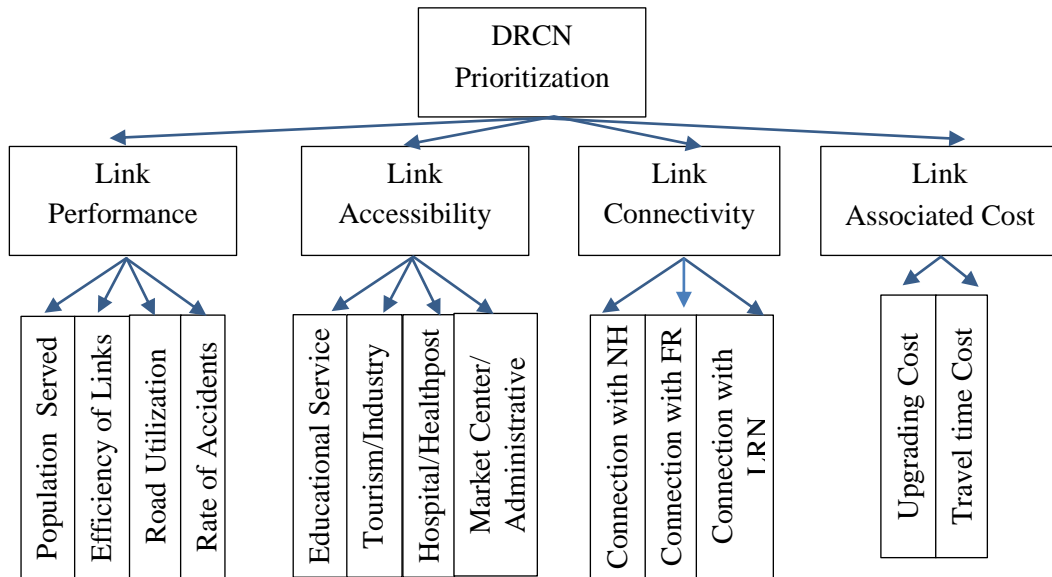 DRCN
Prioritization
Link
Performance
Link
Accessibility
Link
Connectivity
Link
Associated Cost
Population Served
Efficiency of Links
Road Utilization
Rate of Accidents
Educational Service
Tourism/Industry
Hospital/Healthpost
Market Center/
Administrative
Connection with NH
Connection with FR
Connection with
LRN
Upgrading Cost
Travel time Cost